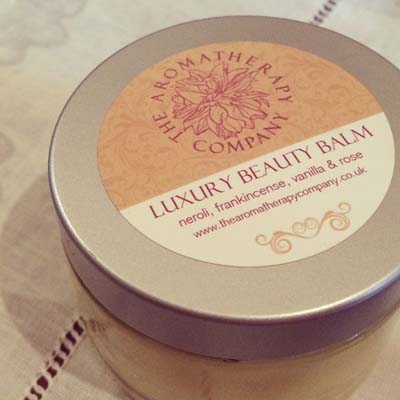 THE AROMATHERAPY COMPANY
LUXURY BEAUTY BALM
neroli, frankincense, vanilla & rose
www.thearomatherapycompany.co.uk